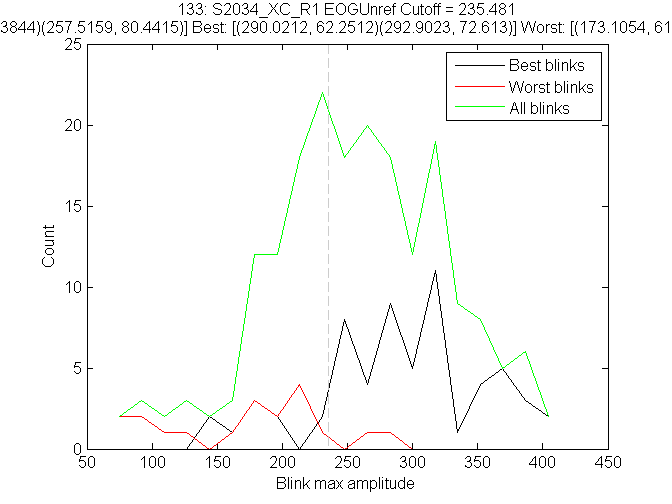 133: S2034_XC_R1 EOGUnref Cutoff = 235.481
3844)(257.5159, 80.4415)] Best: [(290.0212, 62.2512)(292.9023, 72.613)] Worst: [(173.1054, 61
25
20
15
10
5
0
Count
Best blinks
Worst blinks
All blinks
50 100 150 200 250 300 350 400 450
Blink max amplitude